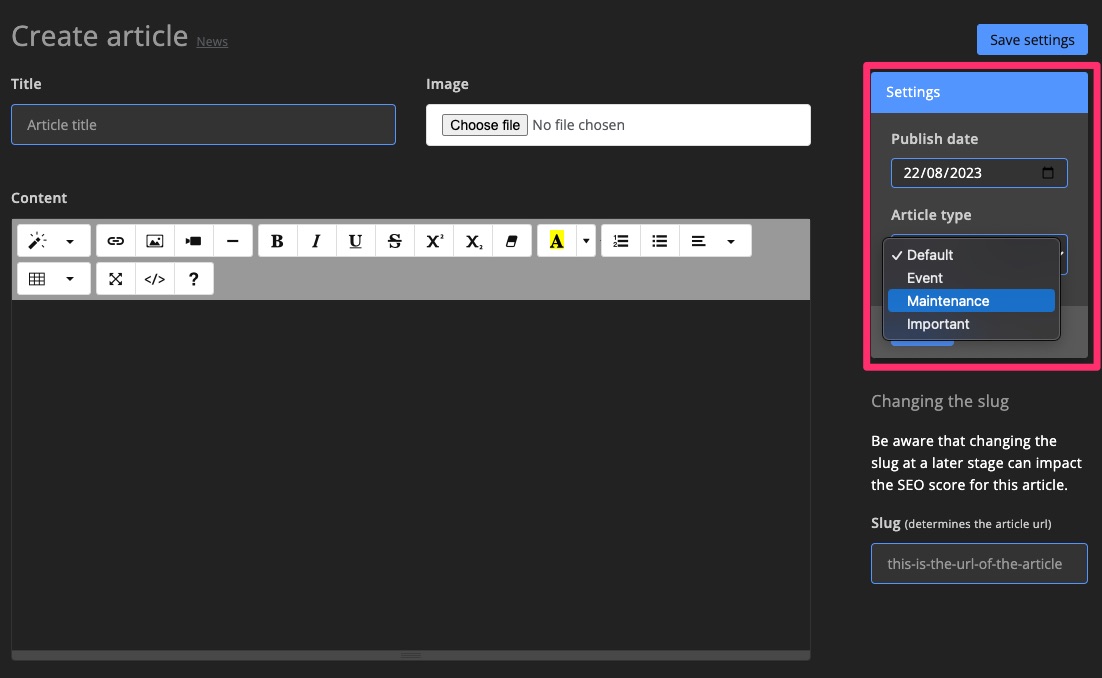 Create article News
Save settings
Title
Article title
Image
Choose file No file chosen
Content
B I U S X² X₂ A
</> ?
Settings
Publish date
22/08/2023
Article type
✓ Default
Event
Maintenance
Important
Changing the slug
Be aware that changing the
slug at a later stage can impact
the SEO score for this article.
Slug (determines the article url)
this-is-the-url-of-the-article